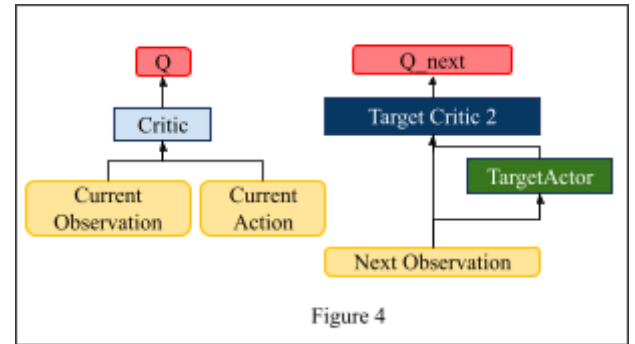 Q
Critic
Current
Observation
Current
Action
Q_next
Target Critic 2
TargetActor
Next Observation
Figure 4